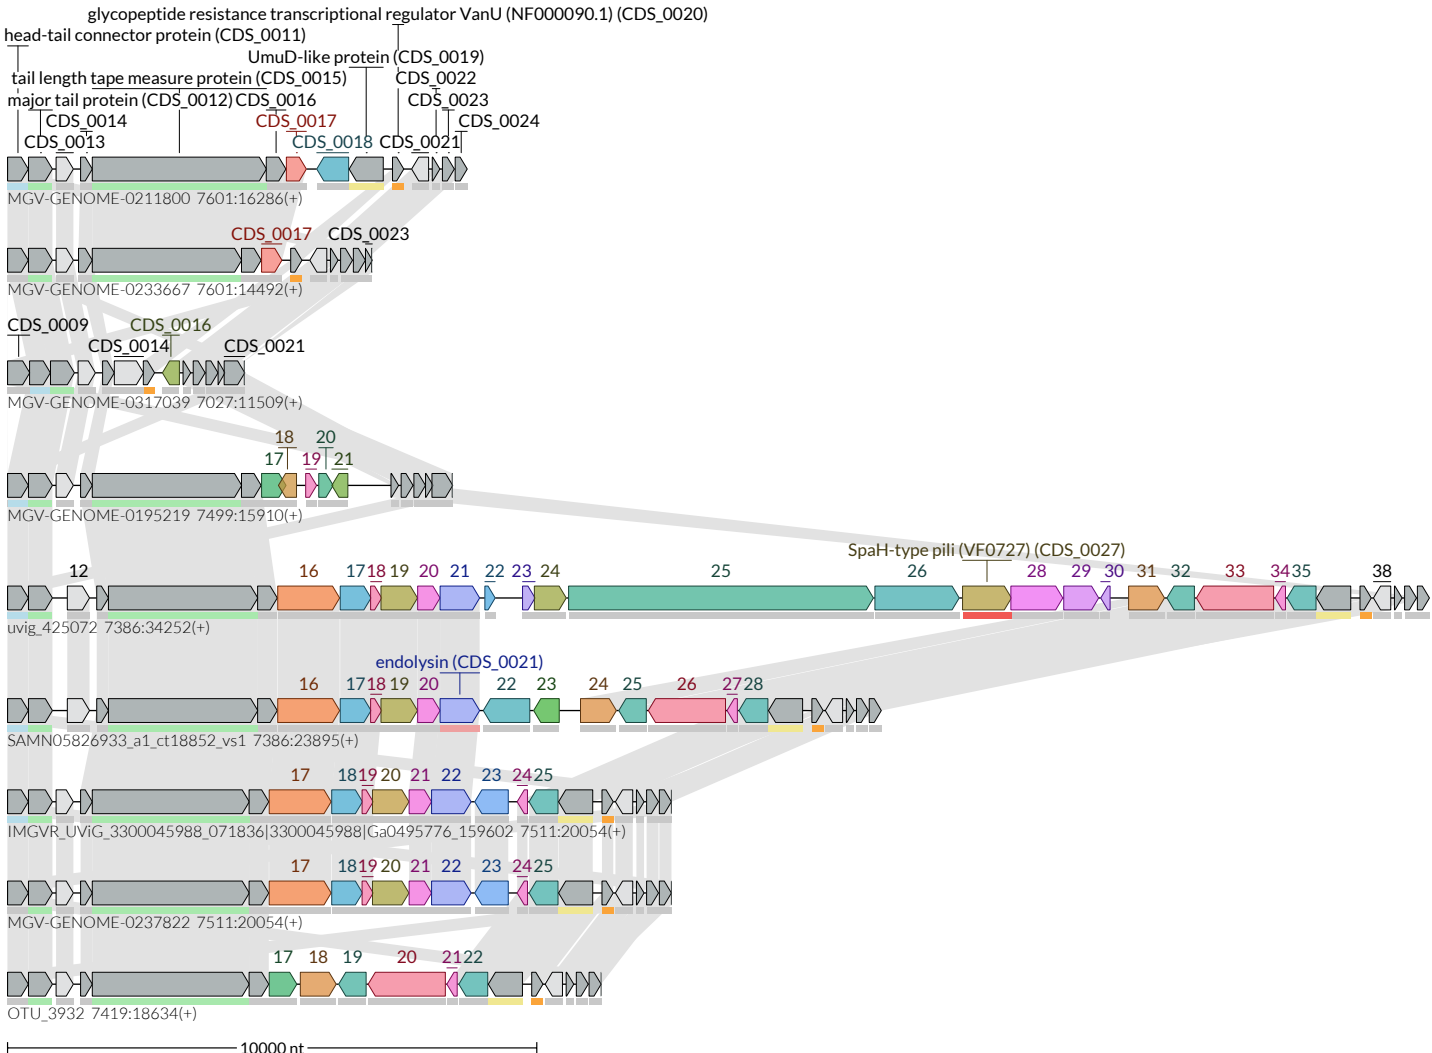 glycopeptide resistance transcriptional regulator VanU (NF000090.1) (CDS_0020)
head-tail connector protein (CDS_0011)
UmuD-like protein (CDS_0019)
tail length tape measure protein (CDS_0015) CDS_0022
major tail protein (CDS_0012) CDS_0016 CDS_0023
CDS_0014 CDS_0017 CDS_0024
CDS_0013 CDS_0018 CDS_0021
MGV-GENOME-0211800 7601:16286(+)
CDS_0017 CDS_0023
MGV-GENOME-0233667 7601:14492(+)
CDS_0009 CDS_0016
CDS_0014 CDS_0021
MGV-GENOME-0317039 7027:11509(+)
18 20
17 19 21
MGV-GENOME-0195219 7499:15910(+)
SpaH-type pili (VF0727) (CDS_0027)
12 16 17 18 19 20 21 22 23 24 25 26 28 29 30 31 32 33 34 35 38
uvig_425072 7386:34252(+)
endolysin (CDS_0021)
16 17 18 19 20 22 23 24 25 26 27 28
SAMN05826933_a1_ct18852_vs1 7386:23895(+)
17 18 19 20 21 22 23 24 25
IMGVR_UViG_3300045988_071836|3300045988|Ga0495776_159602 7511:20054(+)
17 18 19 20 21 22 23 24 25
MGV-GENOME-0237822 7511:20054(+)
17 18 19 20 21 22
OTU_3932 7419:18634(+)
10000 nt